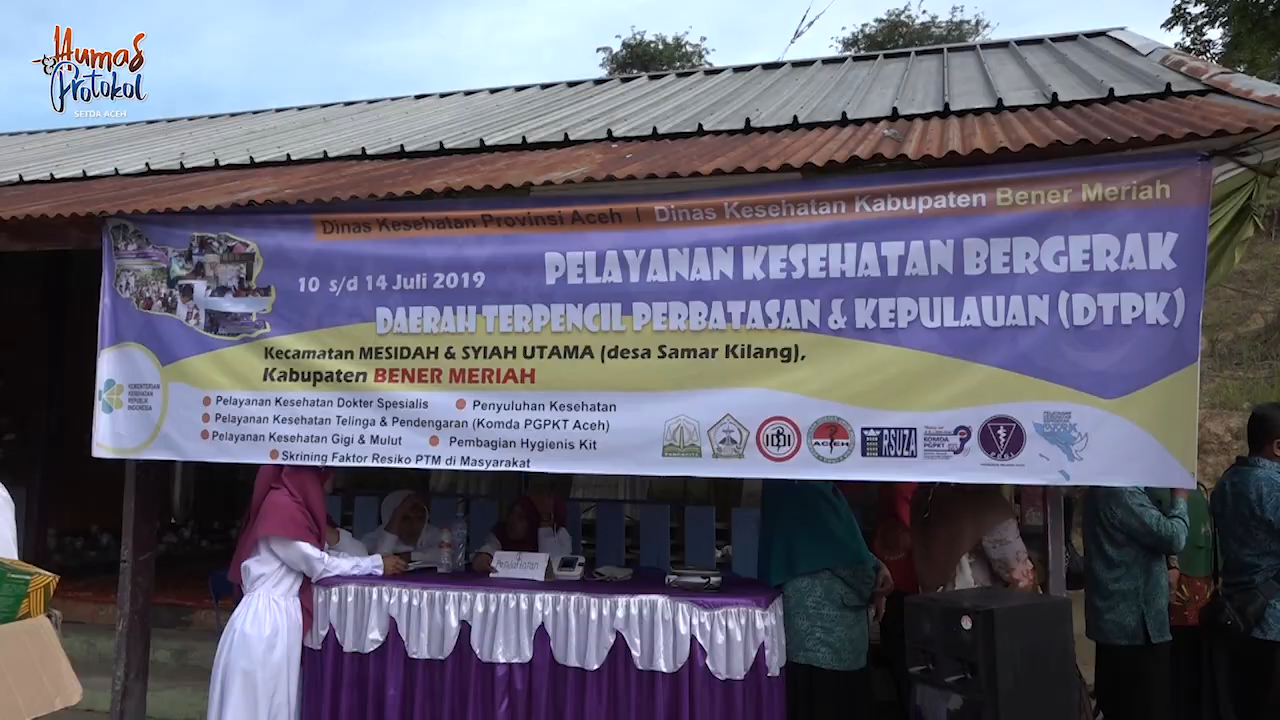 Humas
Protokol
SETDA ACEH
Dinas Kesehatan Provinsi Aceh | Dinas Kesehatan Kabupaten Bener Meriah
10 s/d 14 Juli 2019
PELAYANAN KESEHATAN BERGERAK
DAERAH TERPENCIL PERBATASAN & KEPULAUAN (DTPK)
Kecamatan MESIDAH & SYIAH UTAMA (desa Samar Kilang),
Kabupaten BENER MERIAH
KEMENTERIAN
KESEHATAN
REPUBLIK
INDONESIA
Pelayanan Kesehatan Dokter Spesialis
Penyuluhan Kesehatan
Pelayanan Kesehatan Telinga & Pendengaran (Komda PGPKT Aceh)
Pelayanan Kesehatan Gigi & Mulut
Pembagian Hygienis Kit
Skrining Faktor Resiko PTM di Masyarakat
PANCACITA
IDI
ACEH
RSUZA
KOMDA
PGPKT
Pendaftaran